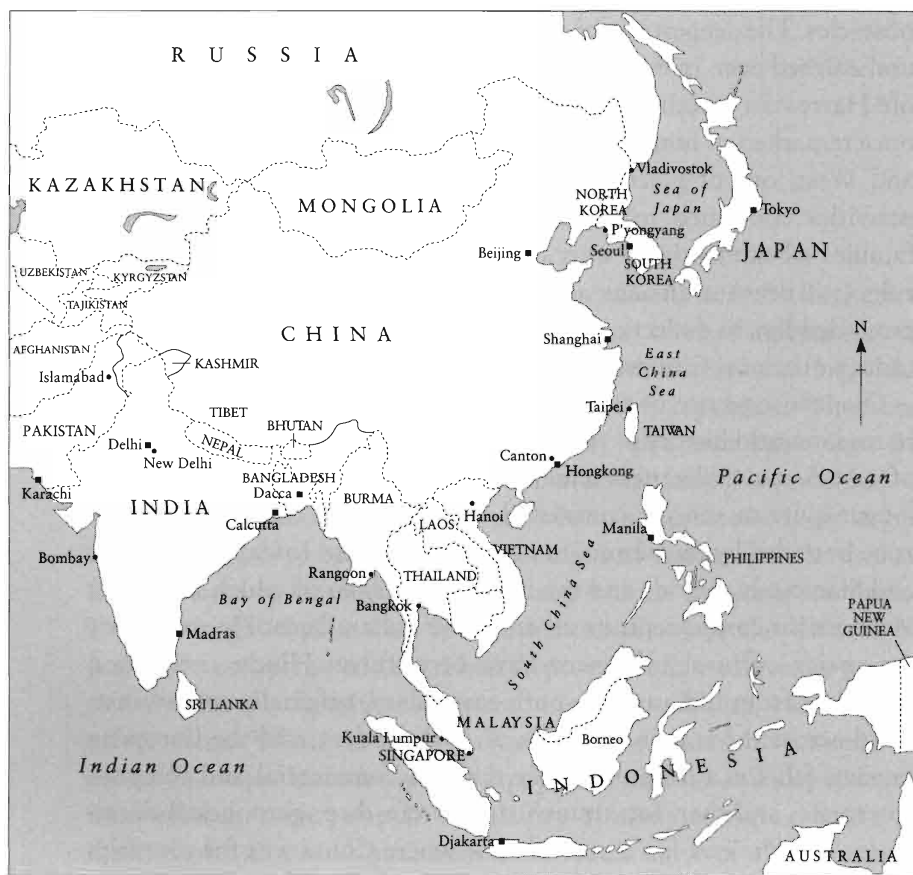 RUSSIA
KAZAKHSTAN
MONGOLIA
Vladivostok
Sea of
Japan
NORTH
KOREA
Tokyo
P'yongyang
Beijing
Seoul
JAPAN
SOUTH
KOREA
UZBEKISTAN
KYRGYZSTAN
TAJIKISTAN
CHINA
N
Shanghai
AFGHANISTAN
KASHMIR
East
China
Sea
Islamabad
TIBET
Taipei
BHUTAN
TAIWAN
PAKISTAN
NEPAL
Delhi
New Delhi
Canton
Hongkong
BANGLADESH
Pacific Ocean
Karachi
Dacca
BURMA
INDIA
Calcutta
LAOS
Hanoi
Manila
Bombay
VIETNAM
PHILIPPINES
Rangoon
THAILAND
Bay of Bengal
Bangkok
South China Sea
PAPUA
NEW
GUINEA
Madras
SRI LANKA
MALAYSIA
Kuala Lumpur
Borneo
SINGAPORE
Indian Ocean
INDONESIA
Djakarta
AUSTRALIA